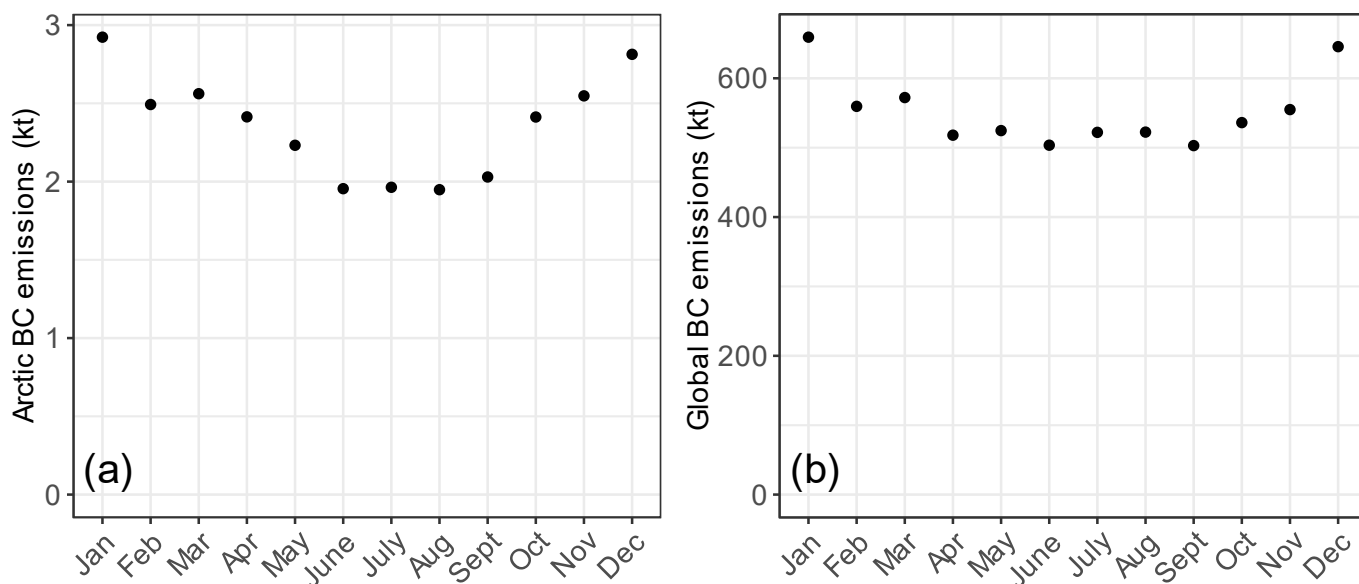 Arctic BC emissions (kt)
3
2
1
0
(a)
Jan
Feb
Mar
Apr
May
June
July
Aug
Sept
Oct
Nov
Dec
Global BC emissions (kt)
600
400
200
0
(b)
Jan
Feb
Mar
Apr
May
June
July
Aug
Sept
Oct
Nov
Dec